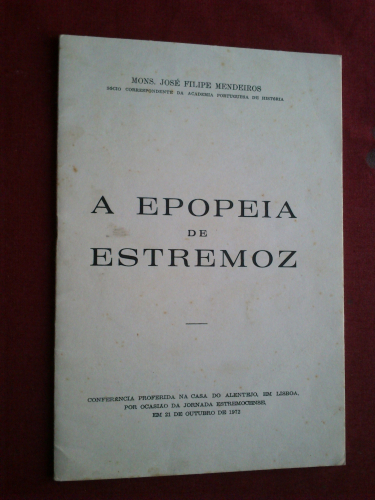 MONS. JOSÉ FILIPE MENDEIROS
SÓCIO CORRESPONDENTE DA ACADEMIA PORTUGUESA DE HISTÓRIA
A EPOPEIA
DE
ESTREMOZ
CONFERÊNCIA PROFERIDA NA CASA DO ALENTEJO, EM LISBOA,
POR OCASIÃO DA JORNADA ESTREMOCENSE,
EM 21 DE OUTUBRO DE 1972